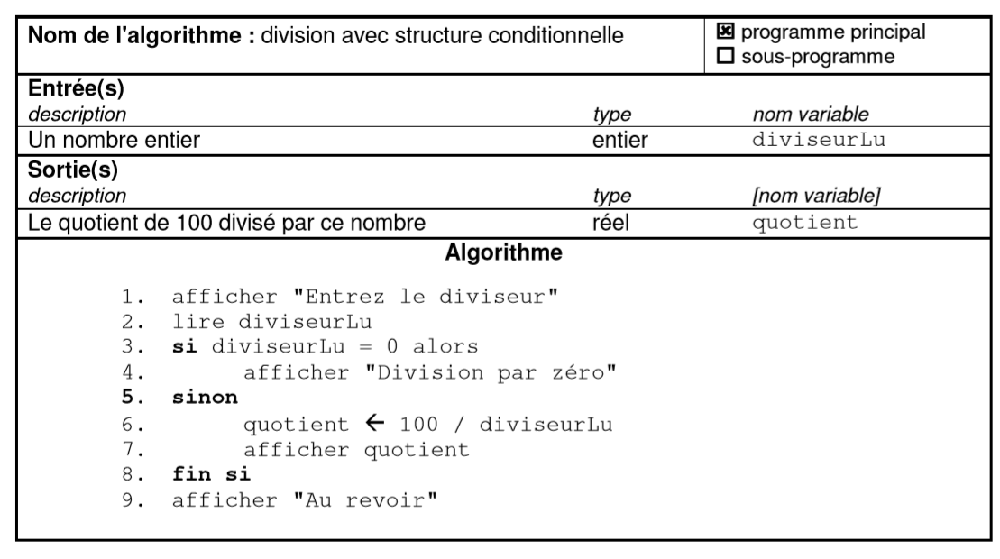 Nom de l'algorithme : division avec structure conditionnelle
☒ programme principal
☐ sous-programme
Entrée(s)
description type nom variable
Un nombre entier entier diviseurLu
Sortie(s)
description type [nom variable]
Le quotient de 100 divisé par ce nombre réel quotient
Algorithme
1. afficher "Entrez le diviseur"
2. lire diviseurLu
3. si diviseurLu = 0 alors
4. afficher "Division par zéro"
5. sinon
6. quotient ← 100 / diviseurLu
7. afficher quotient
8. fin si
9. afficher "Au revoir"